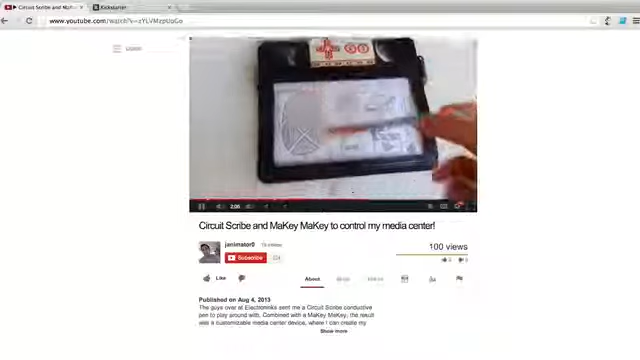 Circuit Scribe and MaKe
Kickstarter
www.youtube.com
2:06
Circuit Scribe and MaKey MaKey to control my media center!
janimator0
Subscribe
100 views
Like
About
Published on Aug 4, 2013
The guys over at Electroninks sent me a Circuit Scribe conductive
pen to play around with. Combined with a MaKey MaKey, the result
was a customizable media center device, where I can create my
Show more